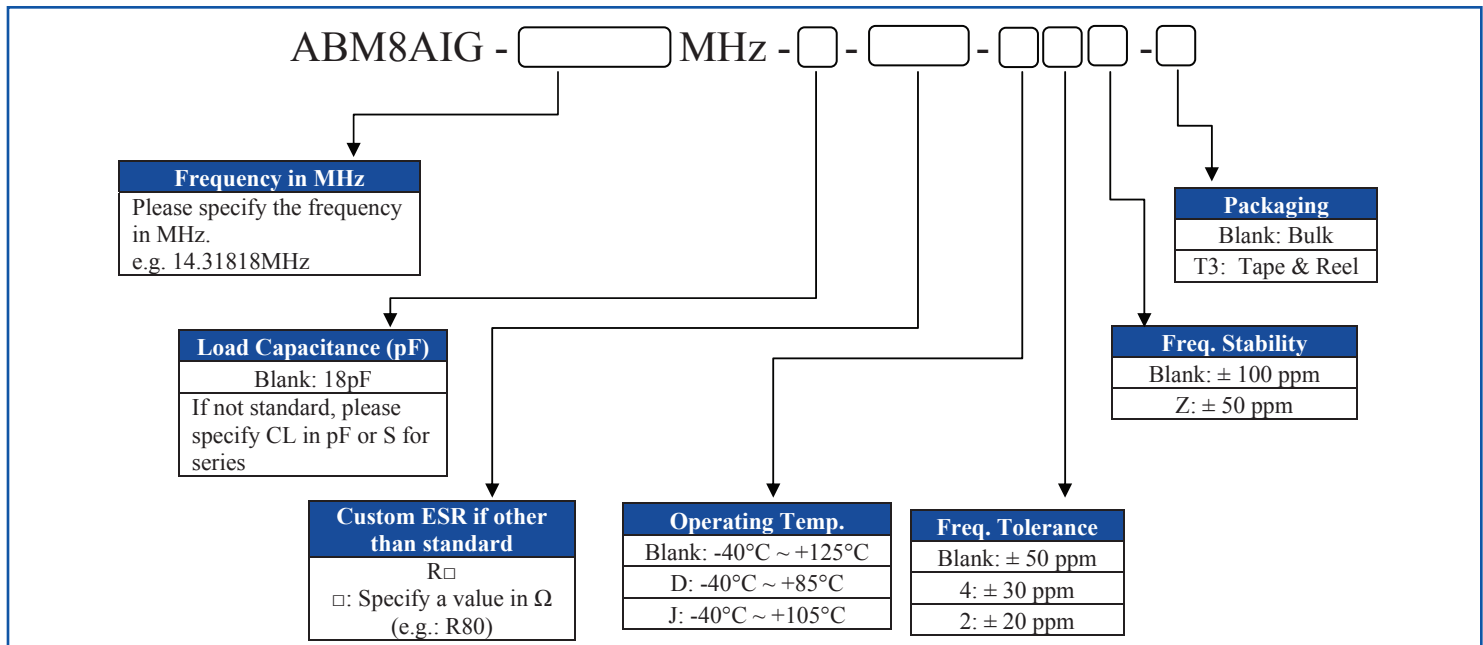 ABM8AIG - MHz - - -
Frequency in MHz
Please specify the frequency
in MHz.
e.g. 14.31818MHz
Packaging
Blank: Bulk
T3: Tape & Reel
Load Capacitance (pF)
Blank: 18pF
If not standard, please
specify CL in pF or S for
series
Freq. Stability
Blank: ± 100 ppm
Z: ± 50 ppm
Custom ESR if other
than standard
R□
□: Specify a value in Ω
(e.g.: R80)
Operating Temp.
Blank: -40°C ~ +125°C
D: -40°C ~ +85°C
J: -40°C ~ +105°C
Freq. Tolerance
Blank: ± 50 ppm
4: ± 30 ppm
2: ± 20 ppm